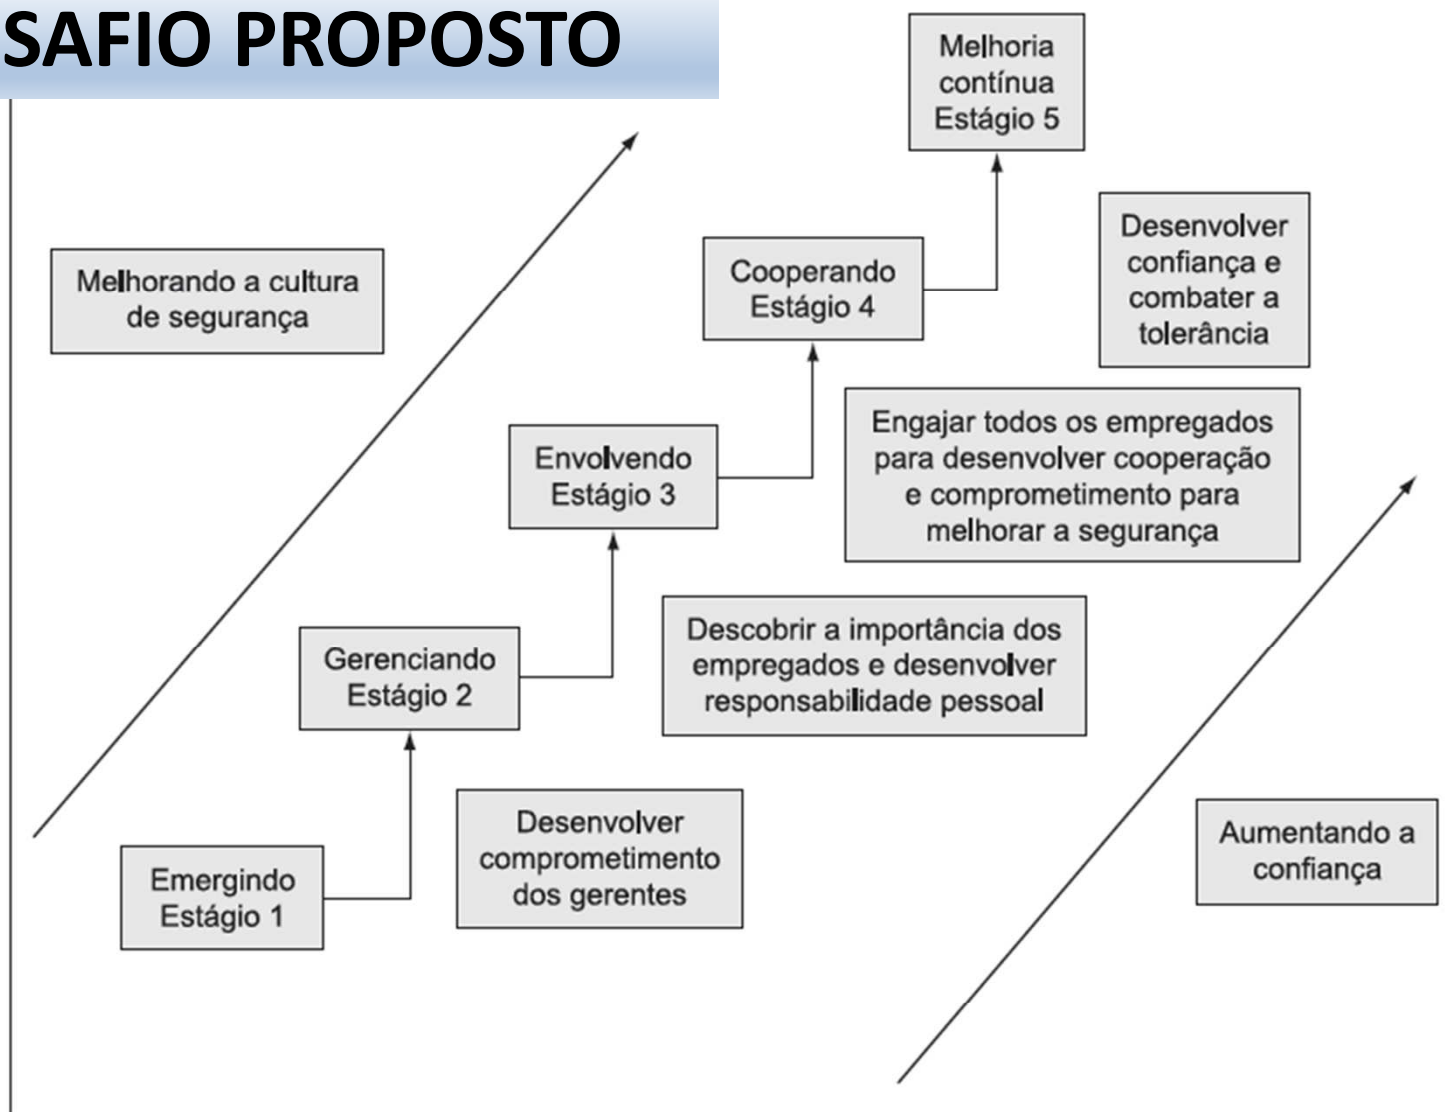 SAFIO PROPOSTO
Melhoria
contínua
Estágio 5
Desenvolver
confiança e
combater a
tolerância
Melhorando a cultura
de segurança
Cooperando
Estágio 4
Engajar todos os empregados
para desenvolver cooperação
e comprometimento para
melhorar a segurança
Envolvendo
Estágio 3
Descobrir a importância dos
empregados e desenvolver
responsabilidade pessoal
Gerenciando
Estágio 2
Desenvolver
comprometimento
dos gerentes
Aumentando a
confiança
Emergindo
Estágio 1